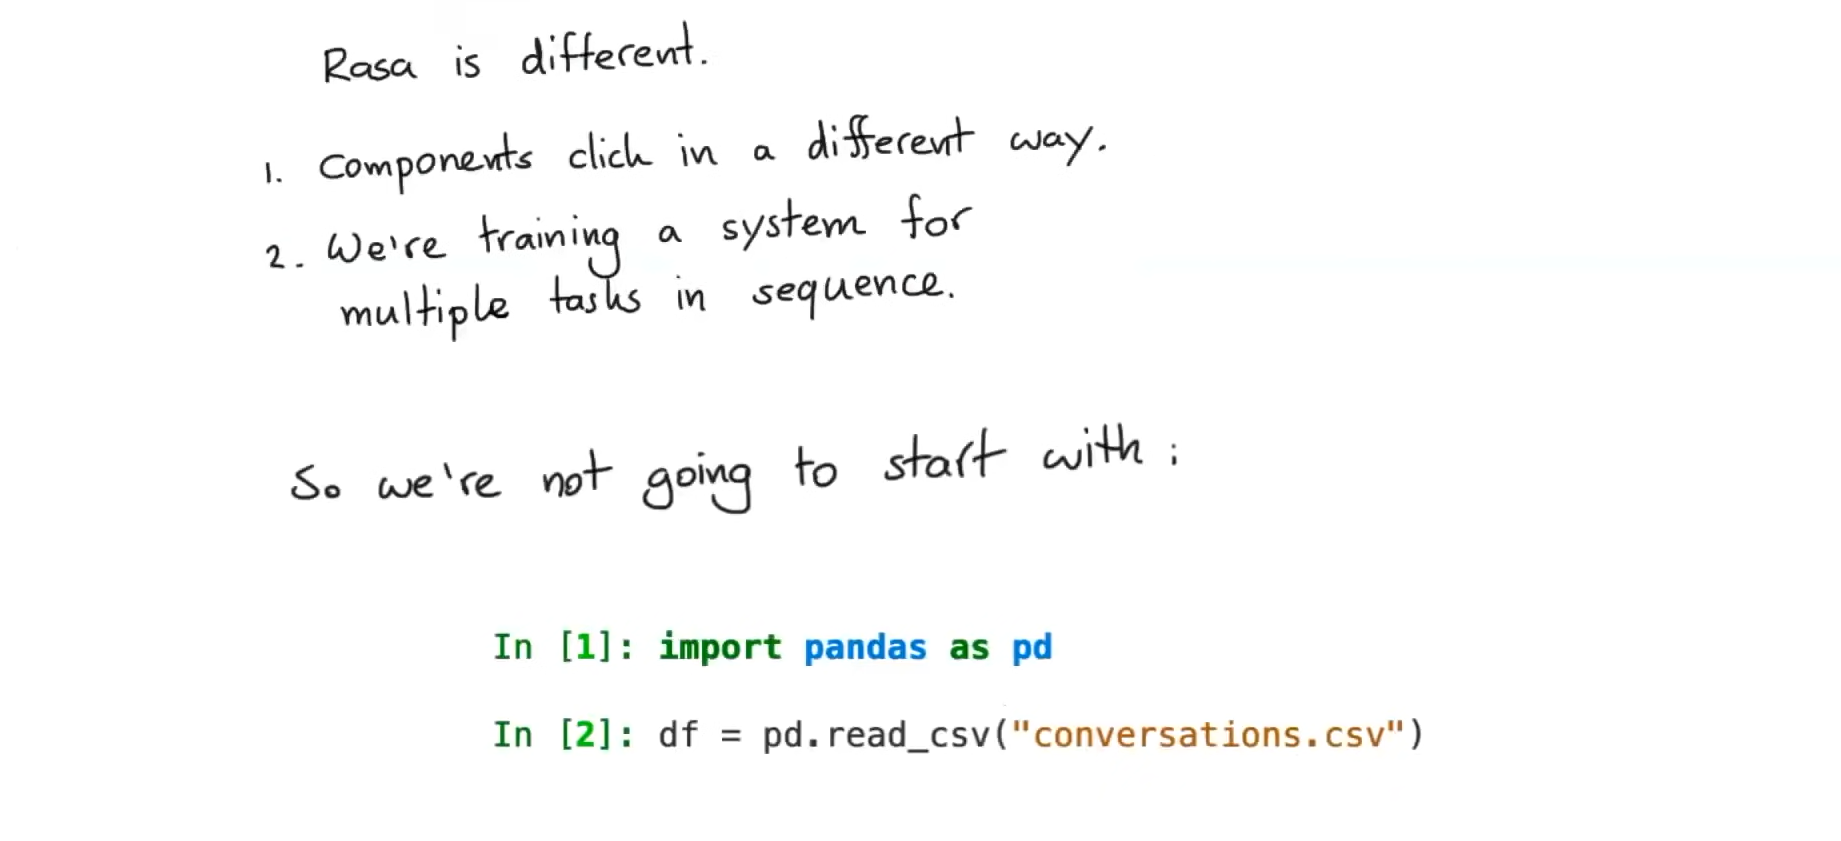 Rasa is different.
1. Components click in a different way.
2. We're training a system for
multiple tasks in sequence.
So we're not going to start with:
In [1]: import pandas as pd
In [2]: df = pd.read_csv("conversations.csv")